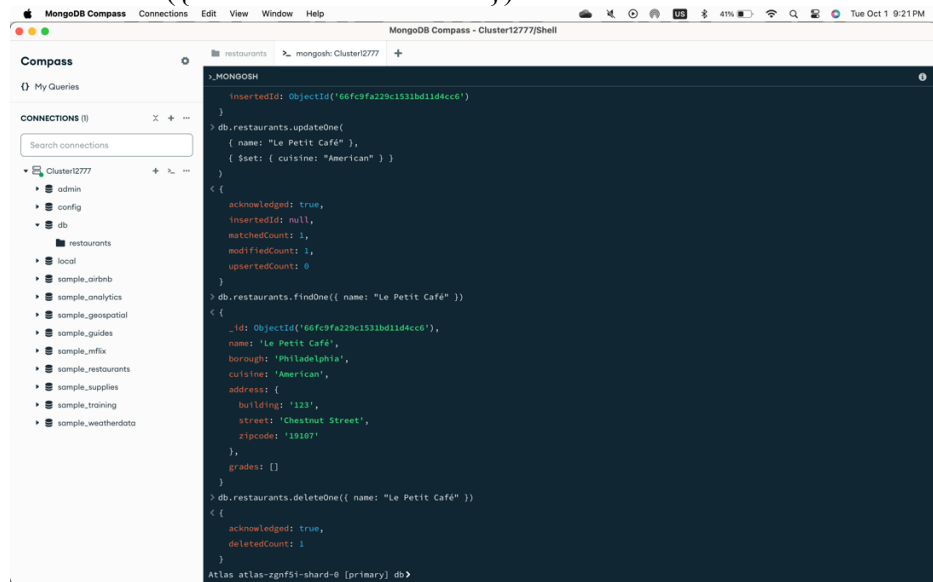 MongoDB Compass Connections Edit View Window Help US 41% Tue Oct 1 9:21 PM
MongoDB Compass - Cluster12777/Shell
Compass
{} My Queries
CONNECTIONS (1)
Search connections
Cluster12777
admin
config
db
restaurants
local
sample_airbnb
sample_analytics
sample_geospatial
sample_guides
sample_mflix
sample_restaurants
sample_supplies
sample_training
sample_weatherdata
restaurants >_ mongosh: Cluster12777 +
>_MONGOSH
insertedId: ObjectId('66fc9fa229c1531bd11d4cc6')
}
> db.restaurants.updateOne(
{ name: "Le Petit Café" },
{ $set: { cuisine: "American" } }
)
< {
acknowledged: true,
insertedId: null,
matchedCount: 1,
modifiedCount: 1,
upsertedCount: 0
}
> db.restaurants.findOne({ name: "Le Petit Café" })
< {
_id: ObjectId('66fc9fa229c1531bd11d4cc6'),
name: 'Le Petit Café',
borough: 'Philadelphia',
cuisine: 'American',
address: {
building: '123',
street: 'Chestnut Street',
zipcode: '19107'
},
grades: []
}
> db.restaurants.deleteOne({ name: "Le Petit Café" })
< {
acknowledged: true,
deletedCount: 1
}
Atlas atlas-zgnf5i-shard-0 [primary] db>